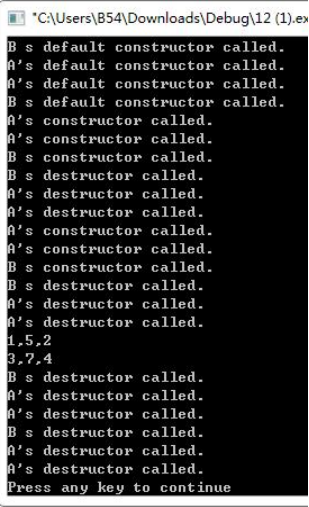 "C:\Users\B54\Downloads\Debug\12 (1).ex
B s default constructor called.
A's default constructor called.
A's default constructor called.
B s default constructor called.
A's constructor called.
A's constructor called.
B s constructor called.
B s destructor called.
A's destructor called.
A's destructor called.
A's constructor called.
A's constructor called.
B s constructor called.
B s destructor called.
A's destructor called.
A's destructor called.
1,5,2
3,7,4
B s destructor called.
A's destructor called.
A's destructor called.
B s destructor called.
A's destructor called.
A's destructor called.
Press any key to continue